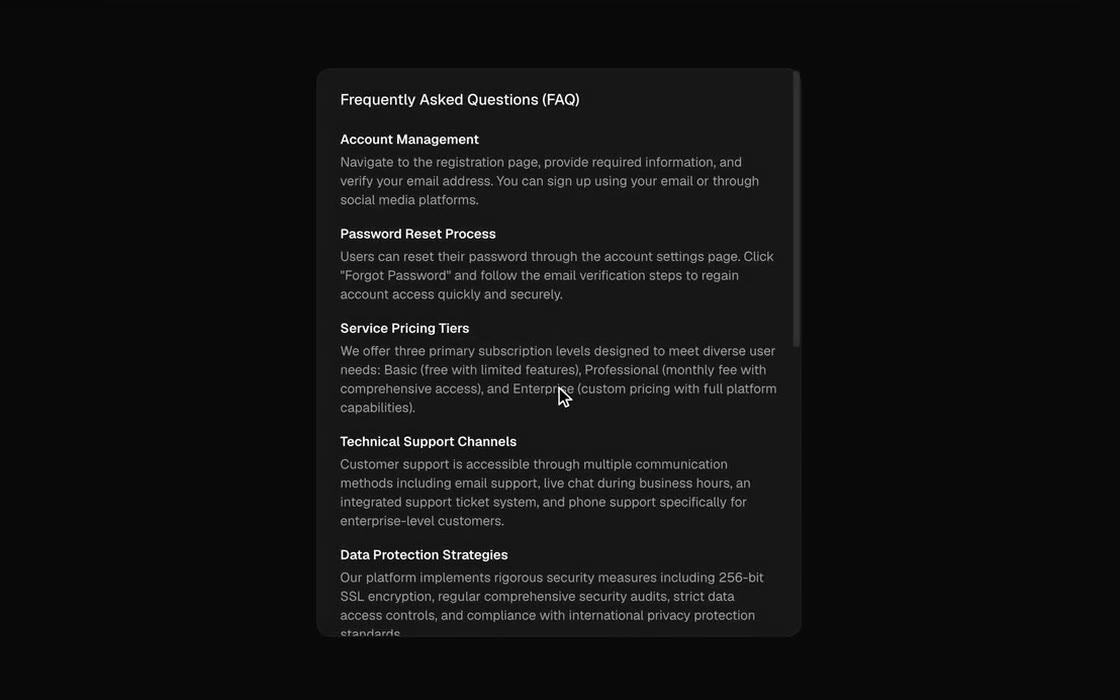 Frequently Asked Questions (FAQ)
Account Management
Navigate to the registration page, provide required information, and
verify your email address. You can sign up using your email or through
social media platforms.
Password Reset Process
Users can reset their password through the account settings page. Click
"Forgot Password" and follow the email verification steps to regain
account access quickly and securely.
Service Pricing Tiers
We offer three primary subscription levels designed to meet diverse user
needs: Basic (free with limited features), Professional (monthly fee with
comprehensive access), and Enterprise (custom pricing with full platform
capabilities).
Technical Support Channels
Customer support is accessible through multiple communication
methods including email support, live chat during business hours, an
integrated support ticket system, and phone support specifically for
enterprise-level customers.
Data Protection Strategies
Our platform implements rigorous security measures including 256-bit
SSL encryption, regular comprehensive security audits, strict data
access controls, and compliance with international privacy protection
standards.